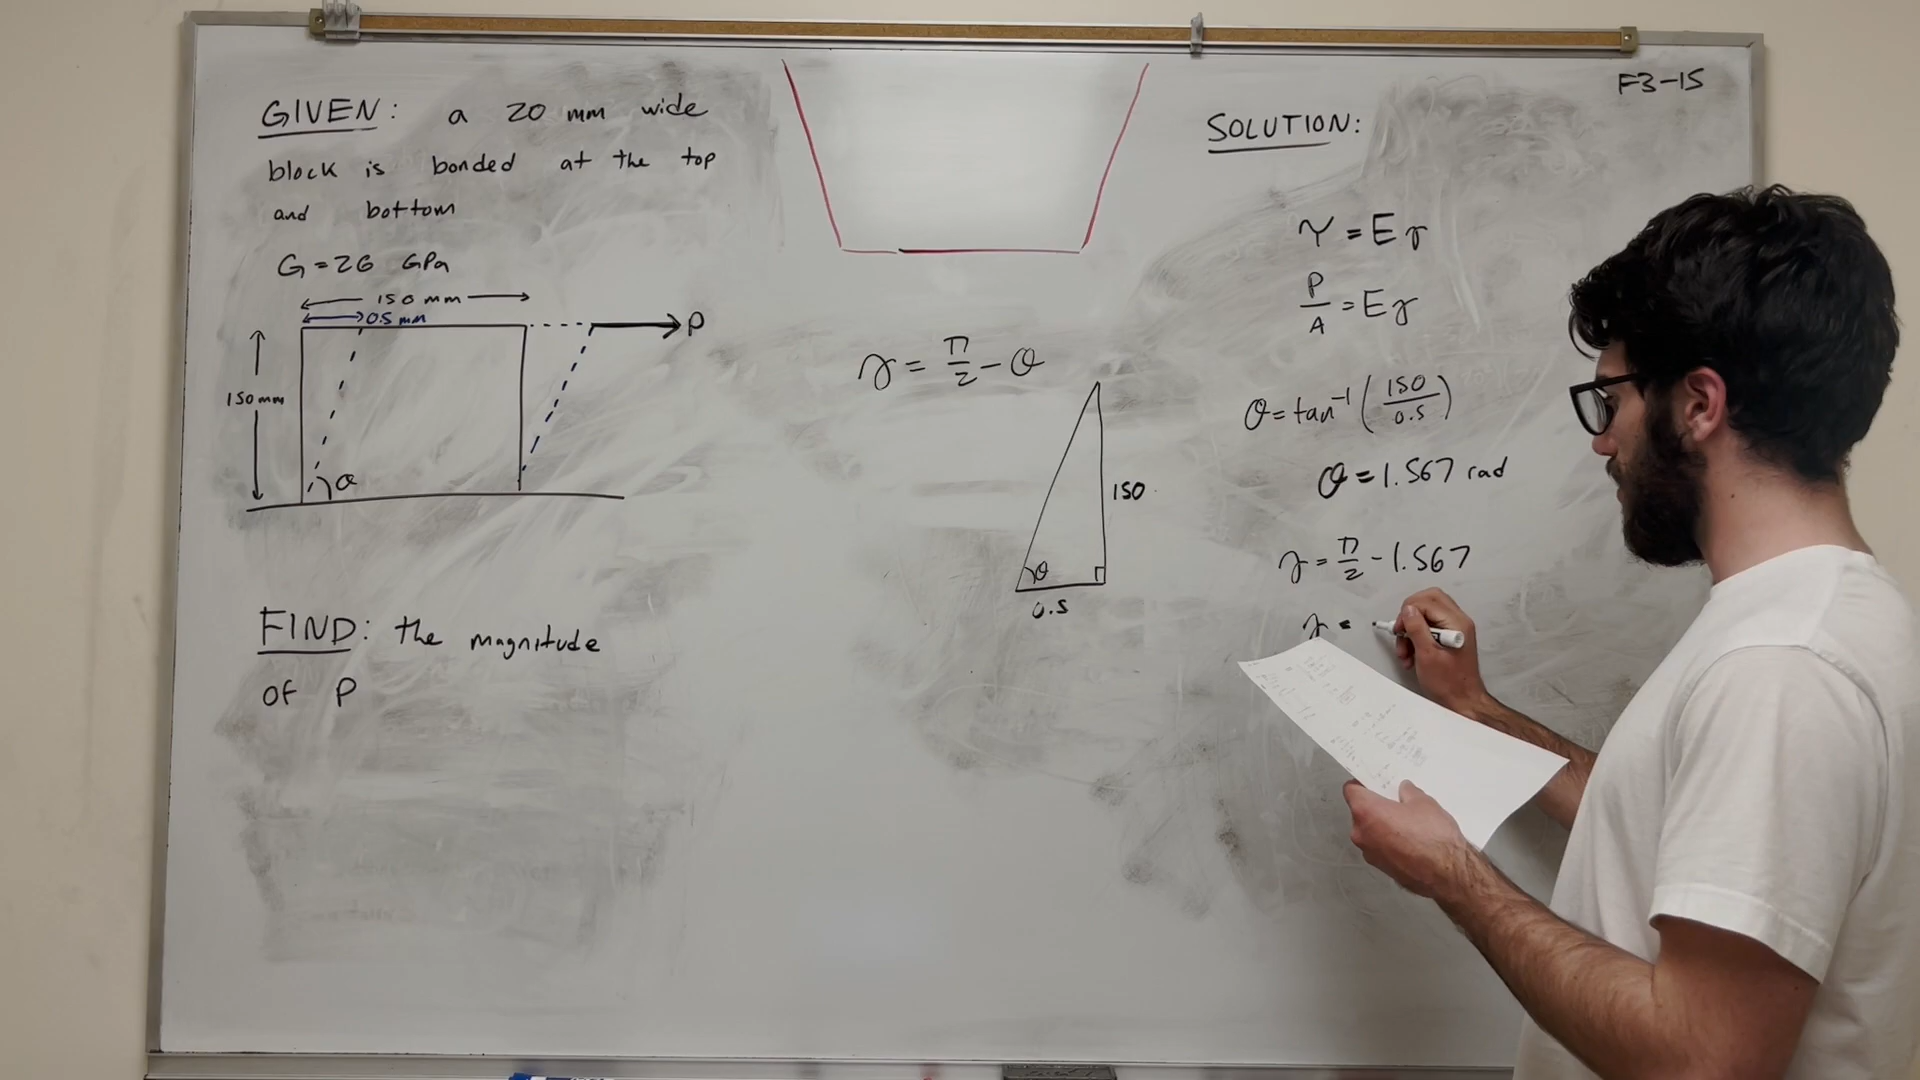 F3-15
GIVEN: a 20 mm wide
block is bonded at the top
and bottom
G=26 GPa
150 mm
0.5 mm
P
150mm
θ
FIND: the magnitude
of P
γ = π/2 - θ
150
θ
0.5
SOLUTION:
τ = Eγ
P/A = Eγ
θ = tan⁻¹(150/0.5)
θ = 1.567 rad
γ = π/2 - 1.567
γ =